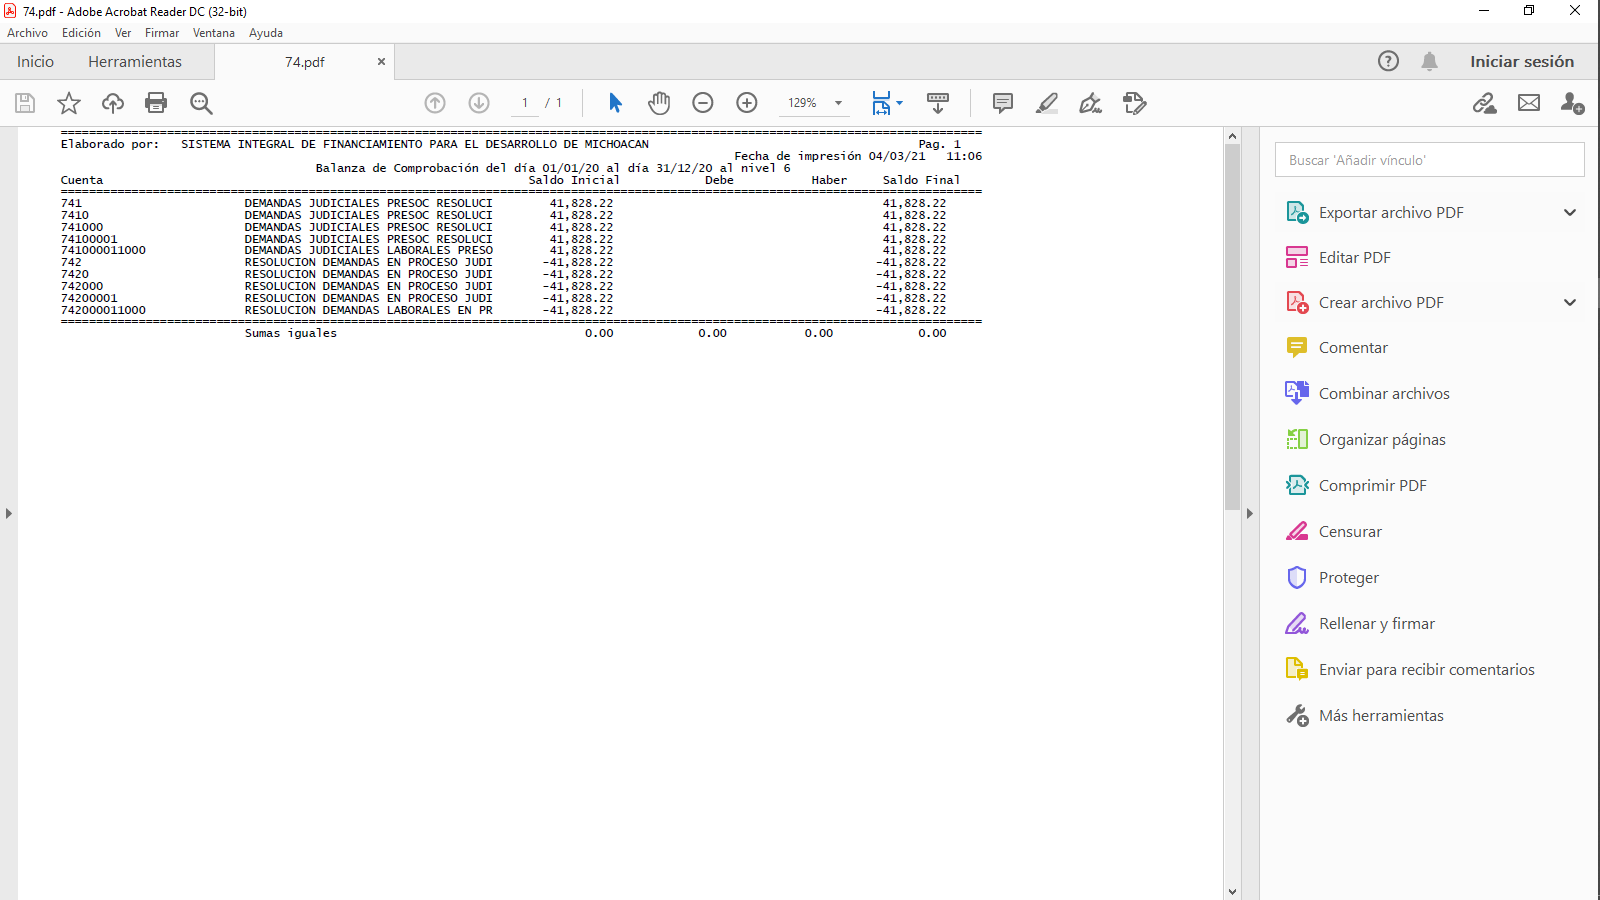 74.pdf - Adobe Acrobat Reader DC (32-bit)
Archivo Edición Ver Firmar Ventana Ayuda
Inicio Herramientas 74.pdf × Iniciar sesión
1 / 1 129%
==========
Elaborado por: SISTEMA INTEGRAL DE FINANCIAMIENTO PARA EL DESARROLLO DE MICHOACAN Pag. 1
Fecha de impresión 04/03/21 11:06
Balanza de Comprobación del día 01/01/20 al día 31/12/20 al nivel 6
Cuenta Saldo Inicial Debe Haber Saldo Final
==========
741 DEMANDAS JUDICIALES PRESOC RESOLUCI 41,828.22 41,828.22
7410 DEMANDAS JUDICIALES PRESOC RESOLUCI 41,828.22 41,828.22
741000 DEMANDAS JUDICIALES PRESOC RESOLUCI 41,828.22 41,828.22
74100001 DEMANDAS JUDICIALES PRESOC RESOLUCI 41,828.22 41,828.22
741000011000 DEMANDAS JUDICIALES LABORALES PRESO 41,828.22 41,828.22
742 RESOLUCION DEMANDAS EN PROCESO JUDI -41,828.22 -41,828.22
7420 RESOLUCION DEMANDAS EN PROCESO JUDI -41,828.22 -41,828.22
742000 RESOLUCION DEMANDAS EN PROCESO JUDI -41,828.22 -41,828.22
74200001 RESOLUCION DEMANDAS EN PROCESO JUDI -41,828.22 -41,828.22
742000011000 RESOLUCION DEMANDAS LABORALES EN PR -41,828.22 -41,828.22
==========
Sumas iguales 0.00 0.00 0.00 0.00
Buscar 'Añadir vínculo'
Exportar archivo PDF
Editar PDF
Crear archivo PDF
Comentar
Combinar archivos
Organizar páginas
Comprimir PDF
Censurar
Proteger
Rellenar y firmar
Enviar para recibir comentarios
Más herramientas